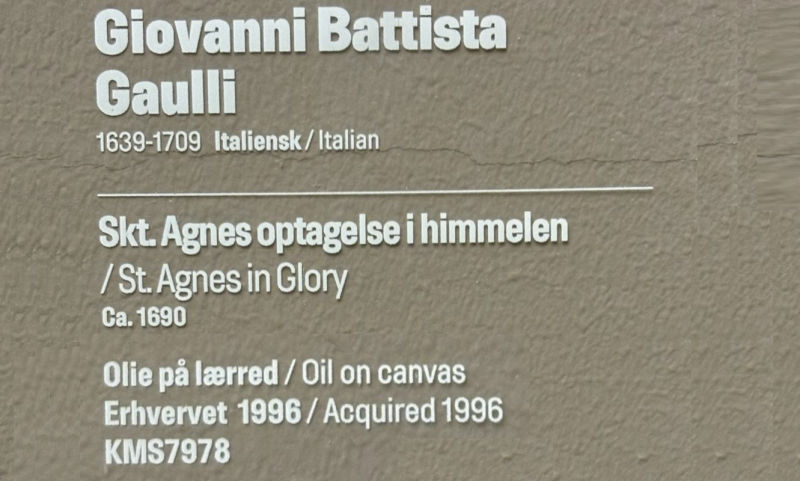 Giovanni Battista
Gaulli
1639-1709 Italiensk / Italian
Skt. Agnes optagelse i himmelen
/ St. Agnes in Glory
Ca. 1690
Olie på lærred / Oil on canvas
Erhvervet 1996 / Acquired 1996
KMS7978